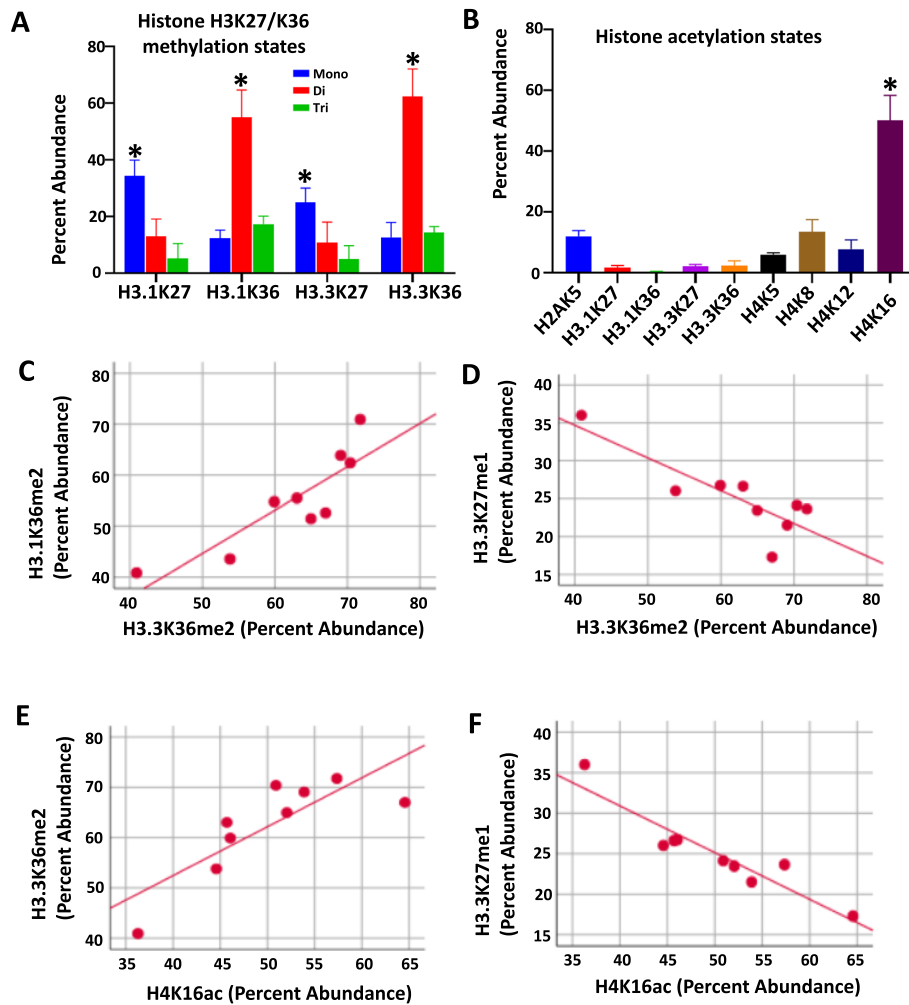 A
Histone H3K27/K36
methylation states
Percent Abundance
80
60
40
20
0
Mono
Di
Tri
*
*
*
*
H3.1K27
H3.1K36
H3.3K27
H3.3K36
B
Histone acetylation states
Percent Abundance
80
60
40
20
0
*
H2AK5
H3.1K27
H3.1K36
H3.3K27
H3.3K36
H4K5
H4K8
H4K12
H4K16
C
H3.1K36me2
(Percent Abundance)
80
70
60
50
40
40 50 60 70 80
H3.3K36me2 (Percent Abundance)
D
H3.3K27me1
(Percent Abundance)
40
35
30
25
20
15
40 50 60 70 80
H3.3K36me2 (Percent Abundance)
E
H3.3K36me2
(Percent Abundance)
80
70
60
50
40
35 40 45 50 55 60 65
H4K16ac (Percent Abundance)
F
H3.3K27me1
(Percent Abundance)
40
35
30
25
20
15
35 40 45 50 55 60 65
H4K16ac (Percent Abundance)